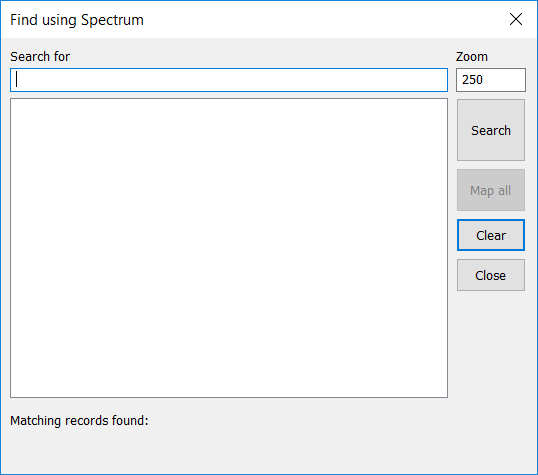 Find using Spectrum
Search for
Zoom
250
Search
Map all
Clear
Close
Matching records found: